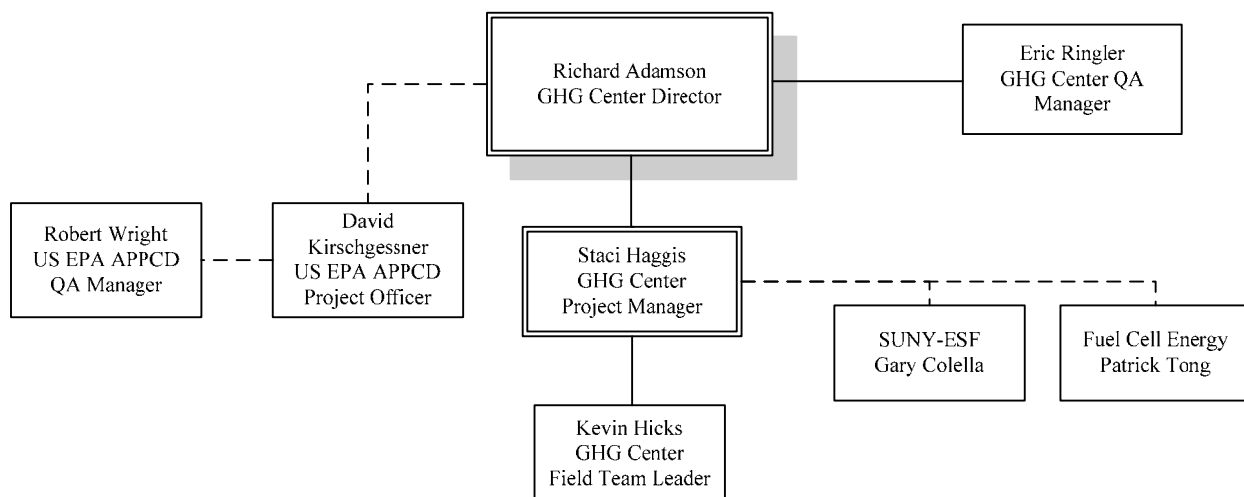 Richard Adamson
GHG Center Director
Eric Ringler
GHG Center QA
Manager
Robert Wright
US EPA APPCD
QA Manager
David
Kirschgessner
US EPA APPCD
Project Officer
Staci Haggis
GHG Center
Project Manager
SUNY-ESF
Gary Colella
Fuel Cell Energy
Patrick Tong
Kevin Hicks
GHG Center
Field Team Leader